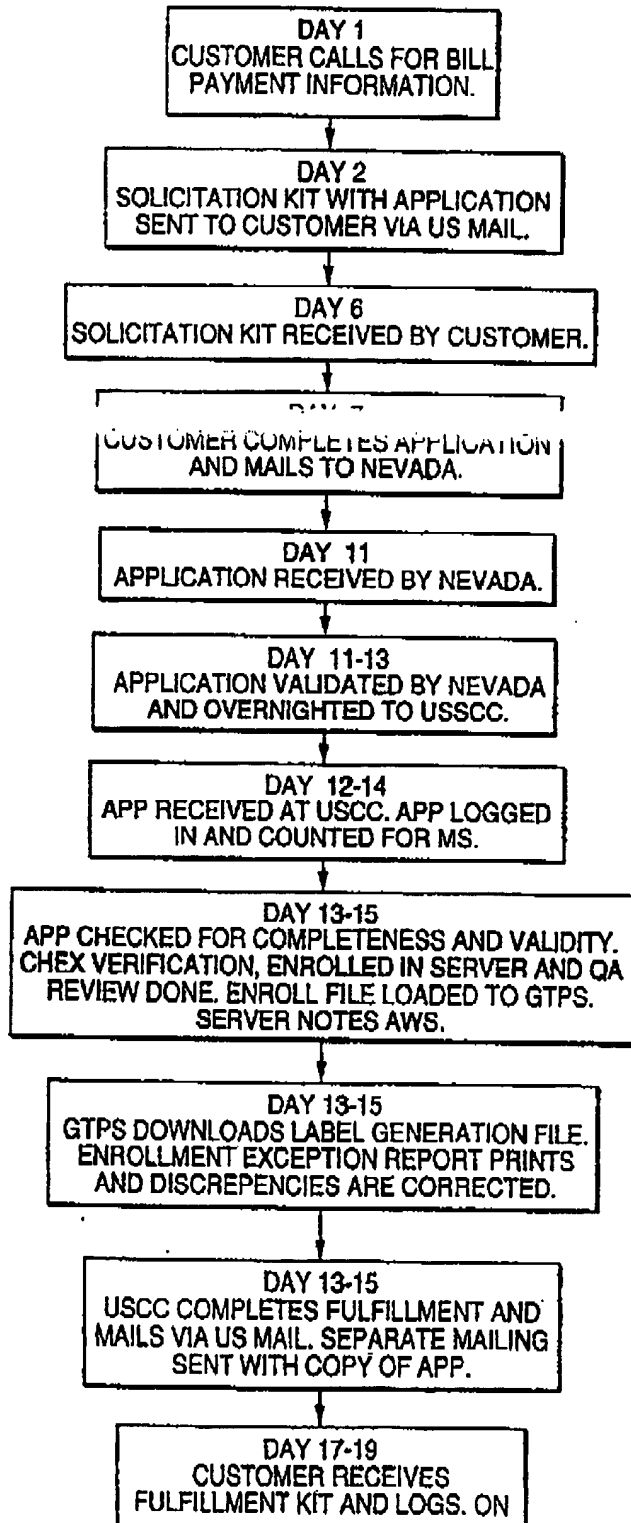 DAY 1
CUSTOMER CALLS FOR BILL
PAYMENT INFORMATION.
DAY 2
SOLICITATION KIT WITH APPLICATION
SENT TO CUSTOMER VIA US MAIL.
DAY 6
SOLICITATION KIT RECEIVED BY CUSTOMER.
CUSTOMER COMPLETES APPLICATION
AND MAILS TO NEVADA.
DAY 11
APPLICATION RECEIVED BY NEVADA.
DAY 11-13
APPLICATION VALIDATED BY NEVADA
AND OVERNIGHTED TO USSCC.
DAY 12-14
APP RECEIVED AT USCC. APP LOGGED
IN AND COUNTED FOR MS.
DAY 13-15
APP CHECKED FOR COMPLETENESS AND VALIDITY.
CHEX VERIFICATION, ENROLLED IN SERVER AND QA
REVIEW DONE. ENROLL FILE LOADED TO GTPS.
SERVER NOTES AWS.
DAY 13-15
GTPS DOWNLOADS LABEL GENERATION FILE.
ENROLLMENT EXCEPTION REPORT PRINTS
AND DISCREPENCIES ARE CORRECTED.
DAY 13-15
USCC COMPLETES FULFILLMENT AND
MAILS VIA US MAIL. SEPARATE MAILING
SENT WITH COPY OF APP.
DAY 17-19
CUSTOMER RECEIVES
FULFILLMENT KIT AND LOGS. ON